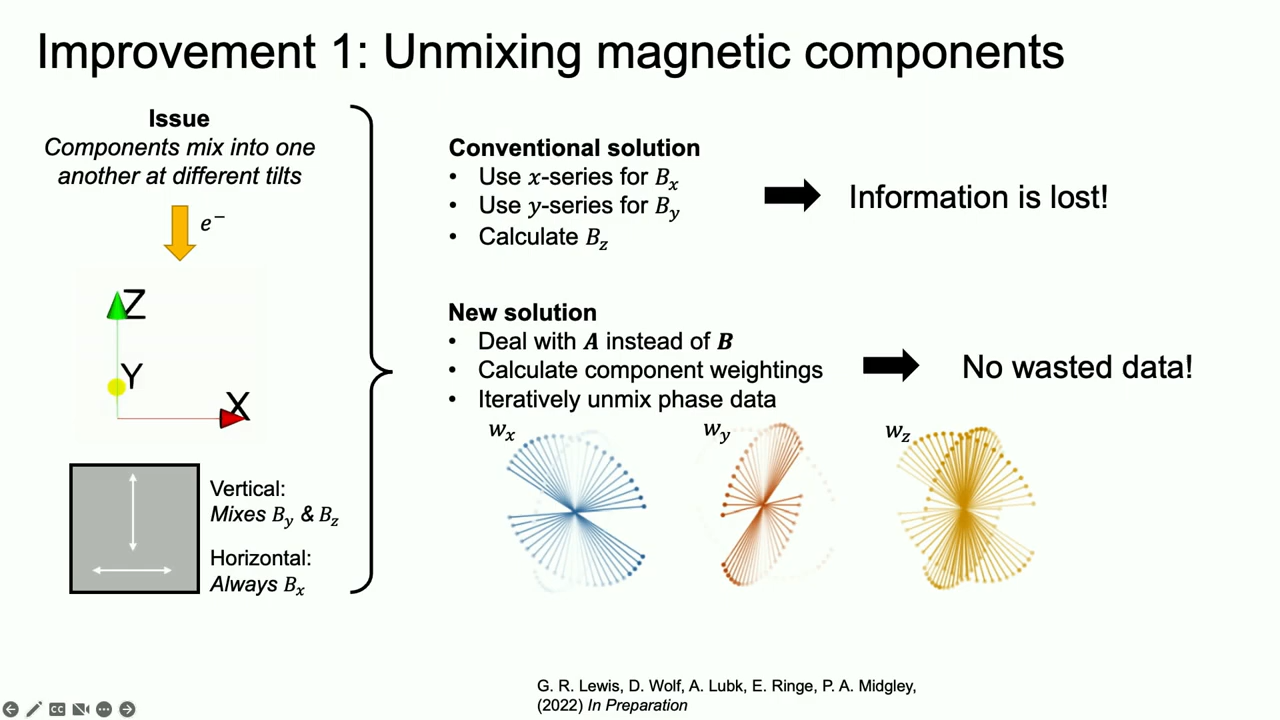 Improvement 1: Unmixing magnetic components
Issue
Components mix into one
another at different tilts
e⁻
Z
Y
X
Vertical:
Mixes B_y & B_z
Horizontal:
Always B_x
Conventional solution
• Use x-series for B_x
• Use y-series for B_y
• Calculate B_z
Information is lost!
New solution
• Deal with A instead of B
• Calculate component weightings
• Iteratively unmix phase data
No wasted data!
w_x
w_y
w_z
G. R. Lewis, D. Wolf, A. Lubk, E. Ringe, P. A. Midgley,
(2022) In Preparation
CC